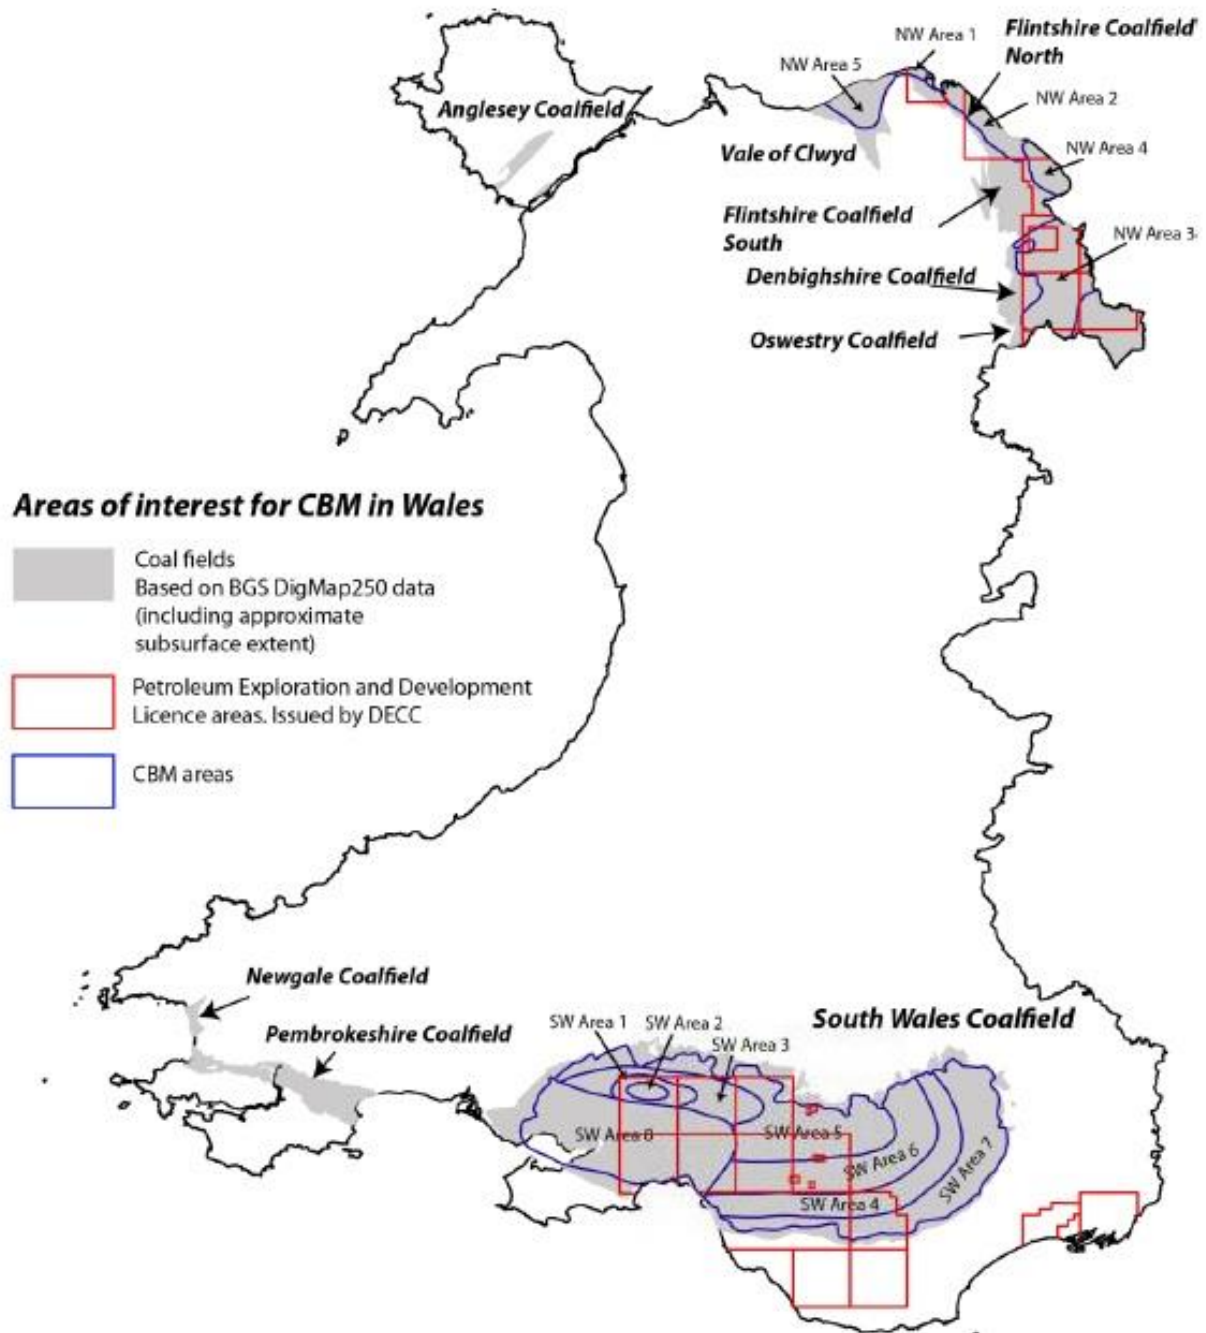 NW Area 1
Flintshire Coalfield
North
NW Area 5
NW Area 2
Anglesey Coalfield
NW Area 4
Vale of Clwyd
Flintshire Coalfield
South
NW Area 3
Denbighshire Coalfield
Oswestry Coalfield
Areas of interest for CBM in Wales
Coal fields
Based on BGS DigMap250 data
(including approximate
subsurface extent)
Petroleum Exploration and Development
Licence areas. Issued by DECC
CBM areas
Newgale Coalfield
Pembrokeshire Coalfield
South Wales Coalfield
SW Area 1
SW Area 2
SW Area 3
SW Area 8
SW Area 5
SW Area 6
SW Area 7
SW Area 4